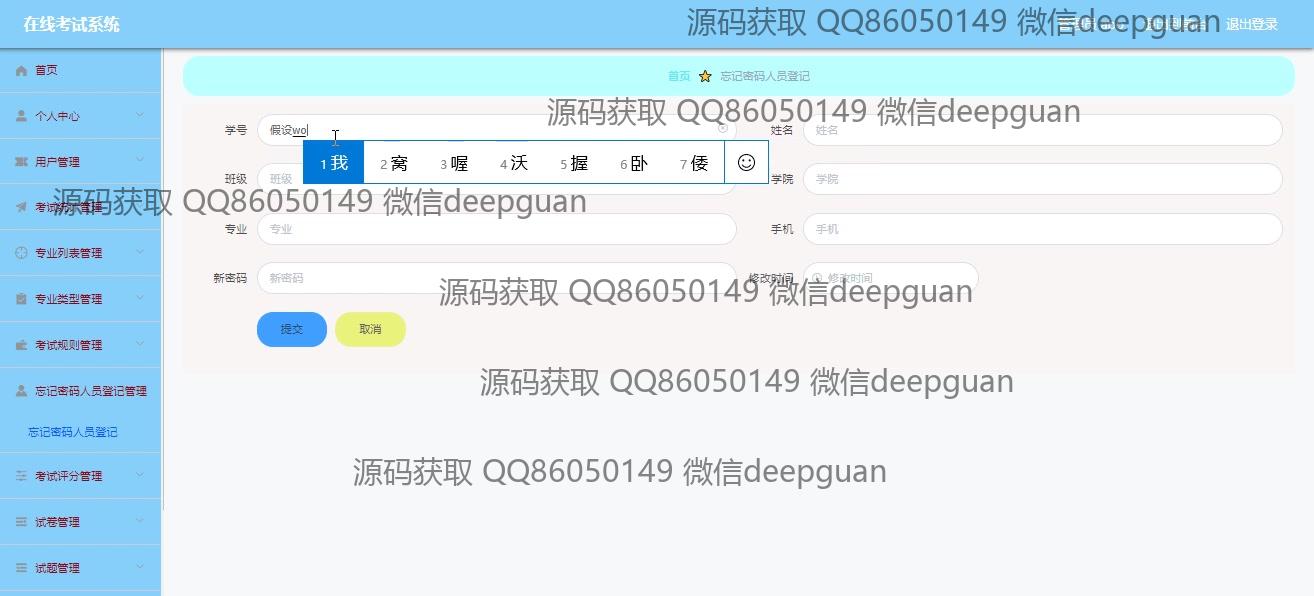 在线考试系统
源码获取 QQ86050149 微信deepguan
退出登录
首页
个人中心
用户管理
专业列表管理
专业类型管理
考试规则管理
忘记密码人员登记管理
忘记密码人员登记
考试评分管理
试卷管理
试题管理
首页 忘记密码人员登记
源码获取 QQ86050149 微信deepguan
学号 假设wo
姓名 姓名
1 我 2 窝 3 喔 4 沃 5 握 6 卧 7 倭
班级 班级
学院 学院
源码获取 QQ86050149 微信deepguan
专业 专业
手机 手机
新密码 新密码
修改时间 修改时间
源码获取 QQ86050149 微信deepguan
提交 取消
源码获取 QQ86050149 微信deepguan
源码获取 QQ86050149 微信deepguan